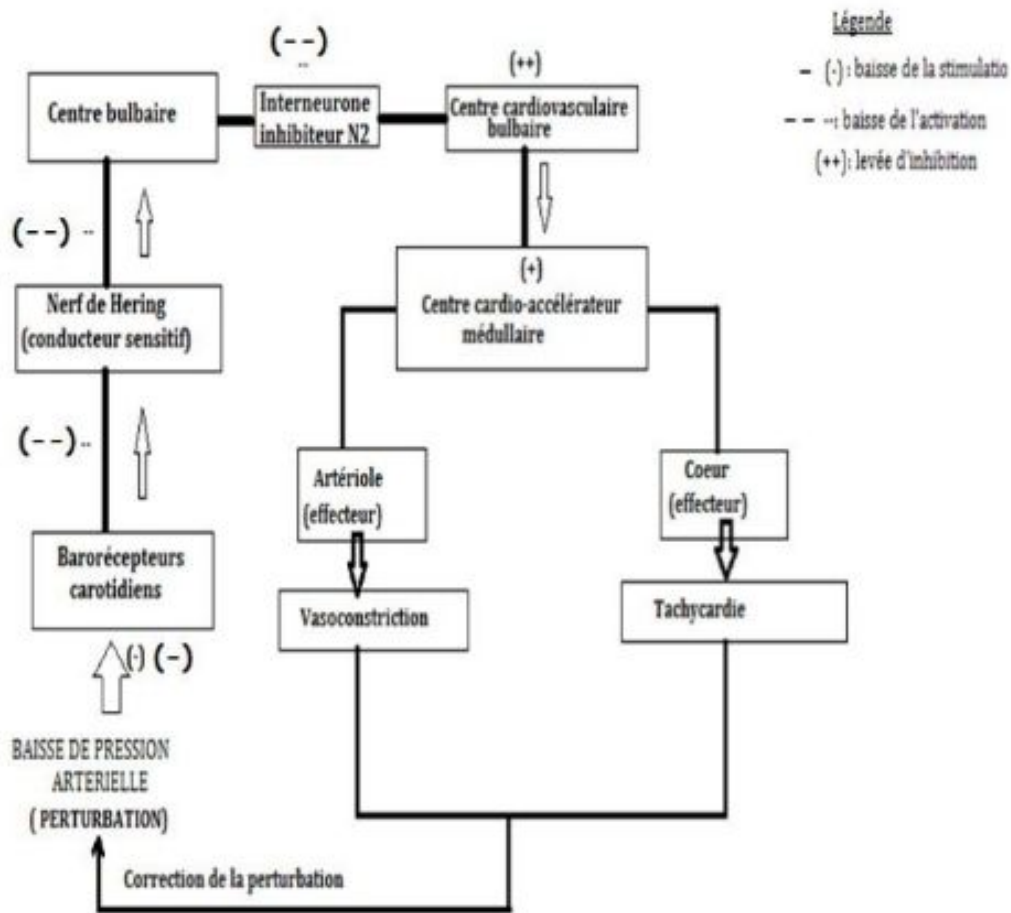 Légende
– (-) : baisse de la stimulatio
– – --: baisse de l'activation
(++): levée d'inhibition
(--)
--
(++)
Centre bulbaire
Interneurone
inhibiteur N2
Centre cardiovasculaire
bulbaire
(--) --
(+)
Centre cardio-accélérateur
médullaire
Nerf de Hering
(conducteur sensitif)
(--) --
Artériole
(effecteur)
Coeur
(effecteur)
Barorécepteurs
carotidiens
Vasoconstriction
Tachycardie
(-) (–)
BAISSE DE PRESSION
ARTERIELLE
( PERTURBATION)
Correction de la perturbation